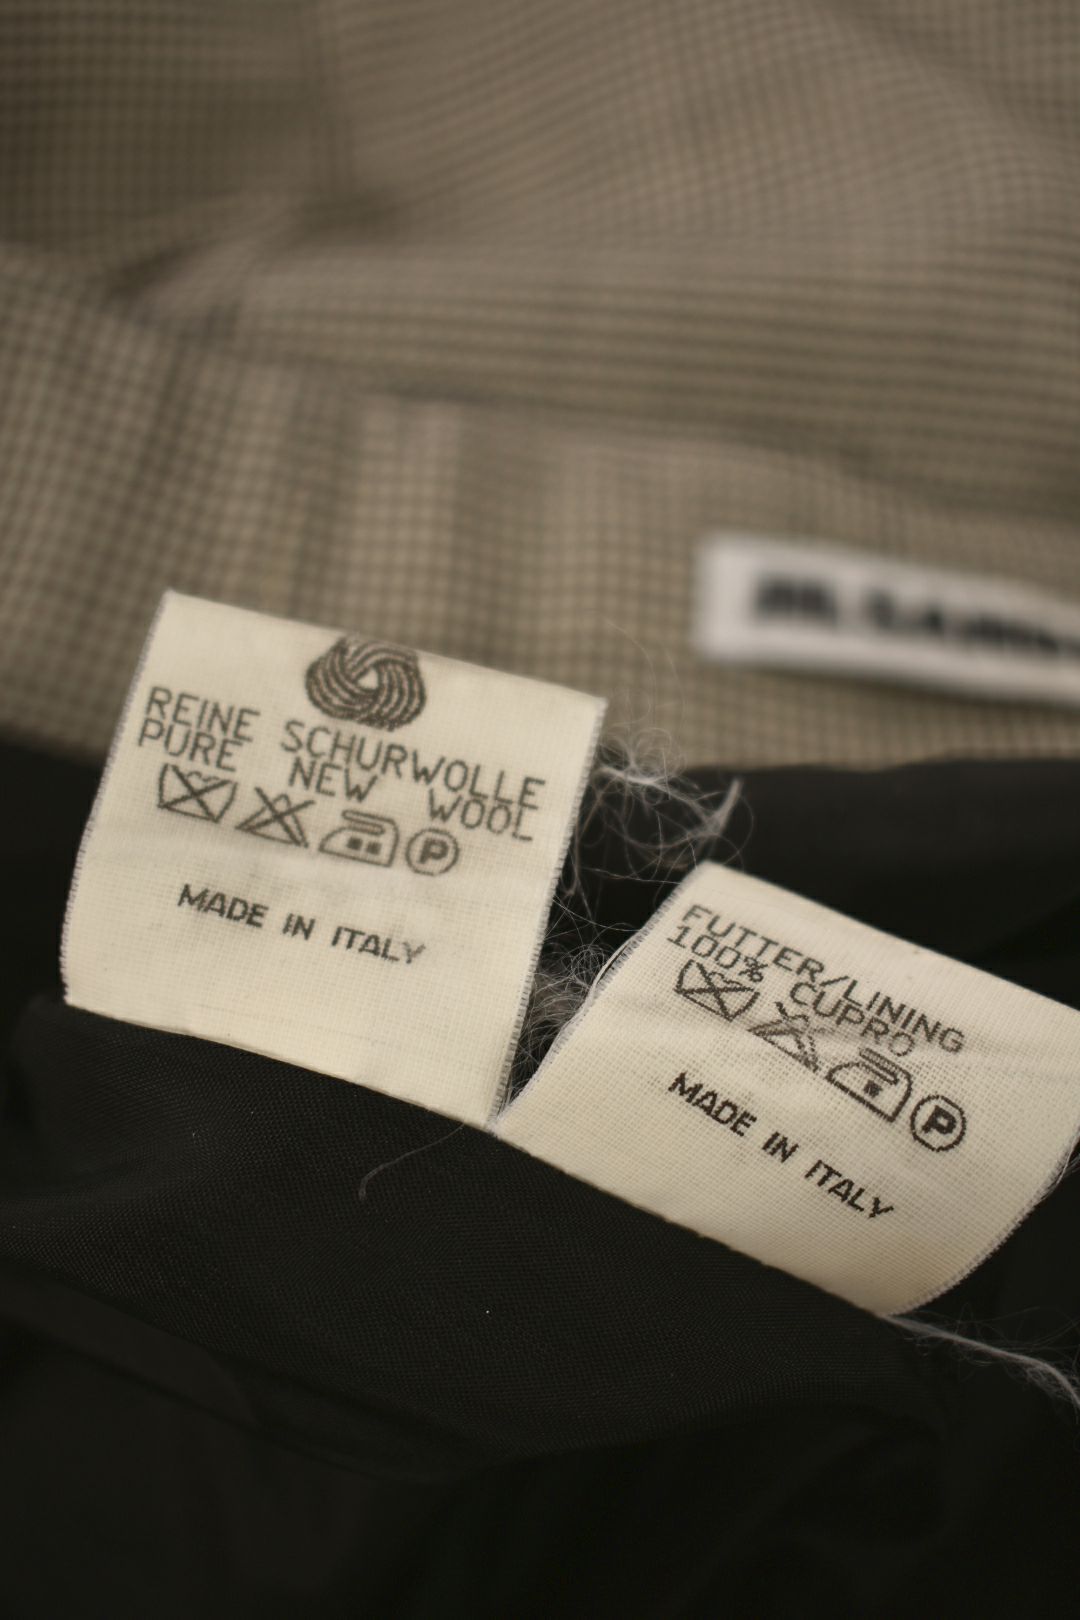 REINE SCHURWOLLE
PURE NEW WOOL
P
MADE IN ITALY
FUTTER/LINING
100% CUPRO
P
MADE IN ITALY